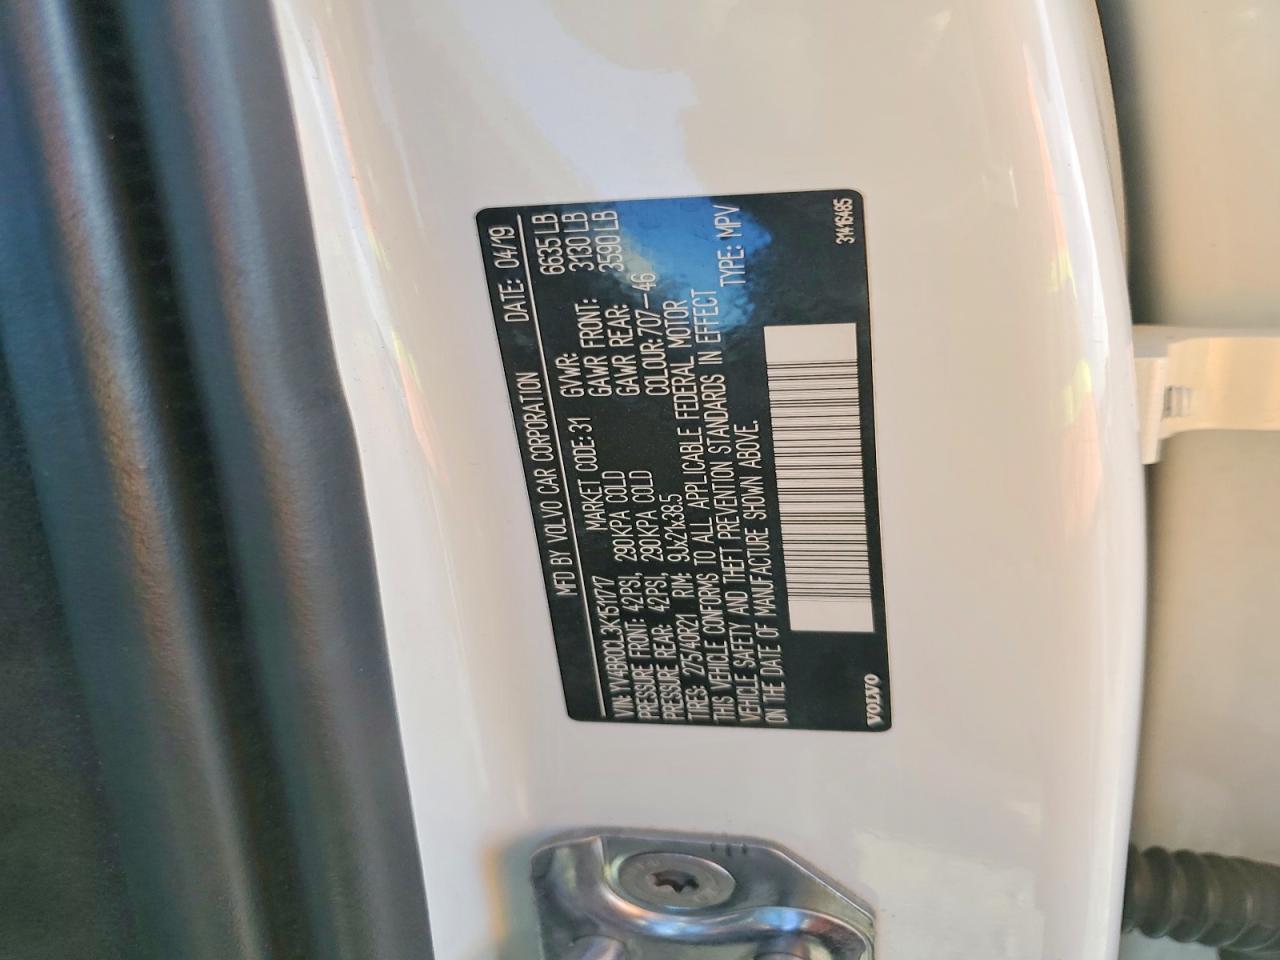 MFD BY VOLVO CAR CORPORATION DATE: 04/19
VIN: YV4BR0CL3K1511717 MARKET CODE: 31 GVWR: 6635 LB
PRESSURE FRONT: 42PSI, 290KPA COLD GAWR FRONT: 3130 LB
PRESSURE REAR: 42PSI, 290KPA COLD GAWR REAR: 3590 LB
TIRES: 275/40R21 RIM: 9Jx21x38.5 COLOUR: 707-46
THIS VEHICLE CONFORMS TO ALL APPLICABLE FEDERAL MOTOR
VEHICLE SAFETY AND THEFT PREVENTION STANDARDS IN EFFECT
ON THE DATE OF MANUFACTURE SHOWN ABOVE. TYPE: MPV
VOLVO 31416485